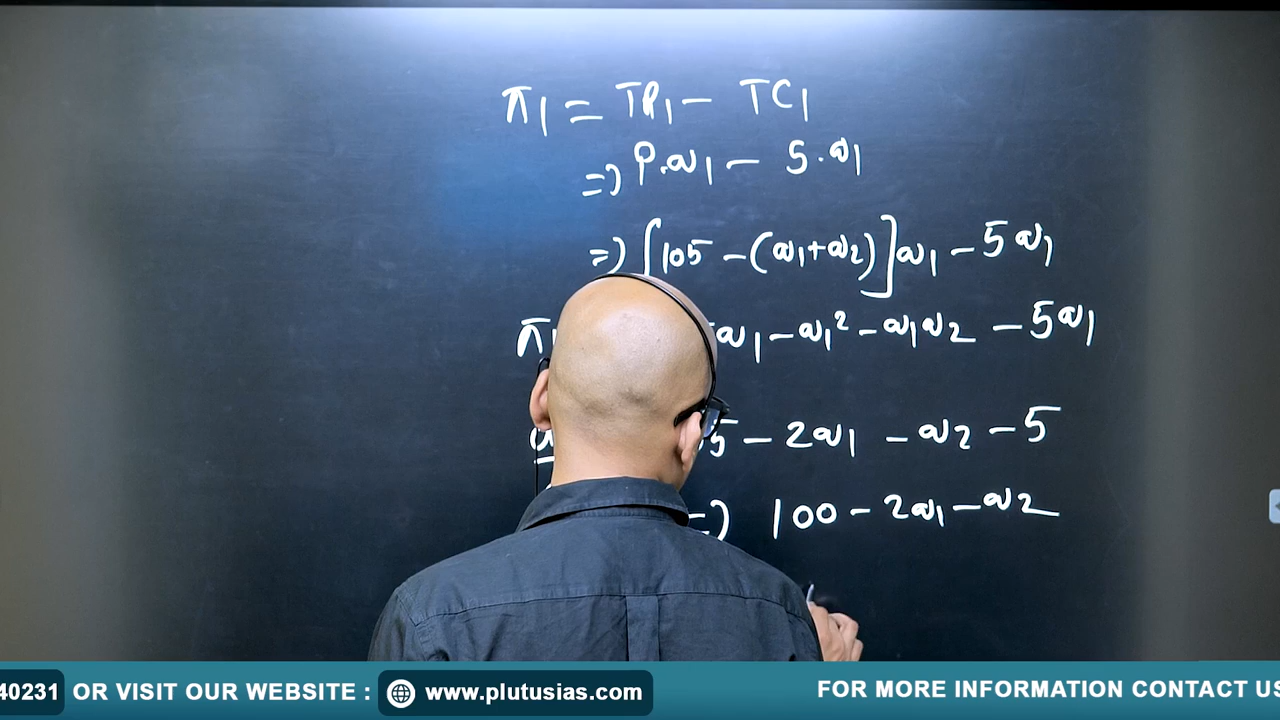 π₁ = TR₁ - TC₁
=> P.q₁ - 5.q₁
=> [105 - (q₁+q₂)]q₁ - 5q₁
π₁ 5q₁ - q₁² - q₁q₂ - 5q₁
5 - 2q₁ - q₂ - 5
=> 100 - 2q₁ - q₂
40231 OR VISIT OUR WEBSITE : www.plutusias.com FOR MORE INFORMATION CONTACT US